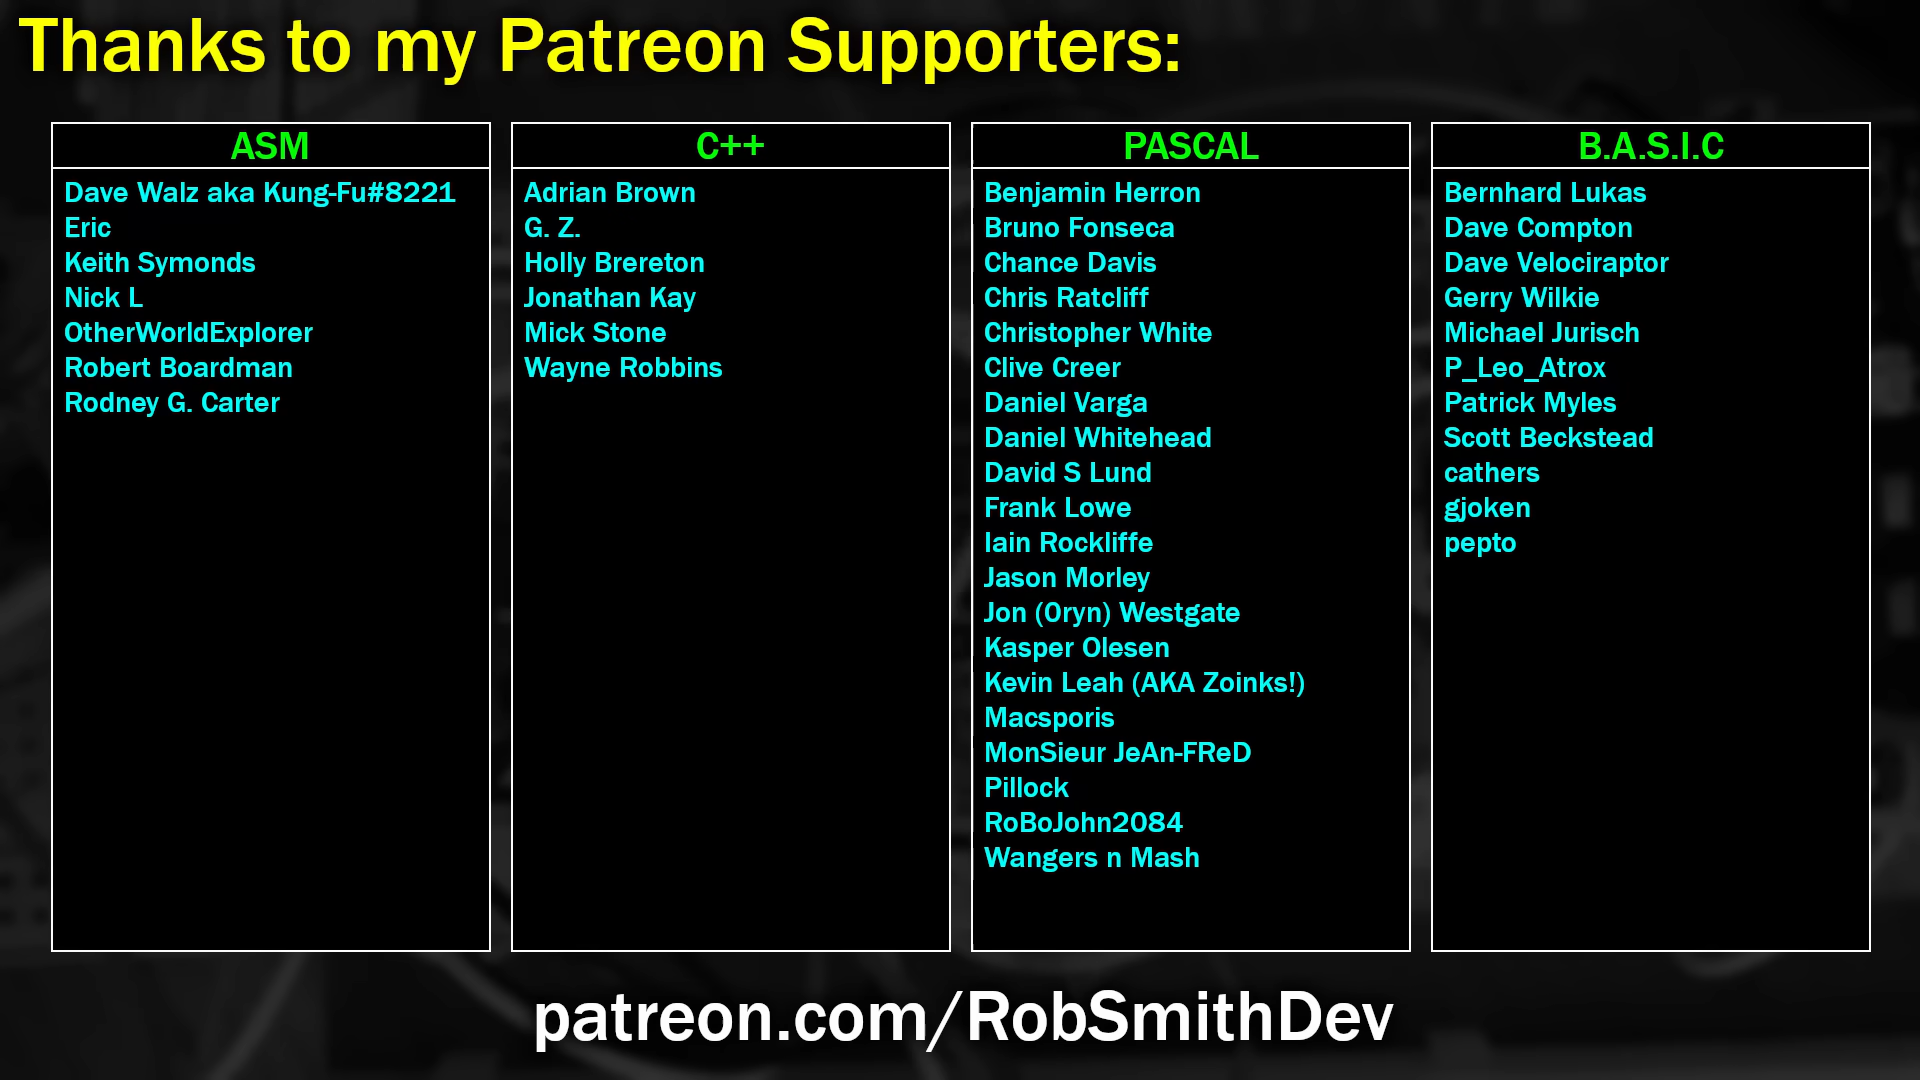 Thanks to my Patreon Supporters:
ASM
Dave Walz aka Kung-Fu#8221
Eric
Keith Symonds
Nick L
OtherWorldExplorer
Robert Boardman
Rodney G. Carter
C++
Adrian Brown
G. Z.
Holly Brereton
Jonathan Kay
Mick Stone
Wayne Robbins
PASCAL
Benjamin Herron
Bruno Fonseca
Chance Davis
Chris Ratcliff
Christopher White
Clive Creer
Daniel Varga
Daniel Whitehead
David S Lund
Frank Lowe
Iain Rockliffe
Jason Morley
Jon (0ryn) Westgate
Kasper Olesen
Kevin Leah (AKA Zoinks!)
Macsporis
MonSieur JeAn-FReD
Pillock
RoBoJohn2084
Wangers n Mash
B.A.S.I.C
Bernhard Lukas
Dave Compton
Dave Velociraptor
Gerry Wilkie
Michael Jurisch
P_Leo_Atrox
Patrick Myles
Scott Beckstead
cathers
gjoken
pepto
patreon.com/RobSmithDev